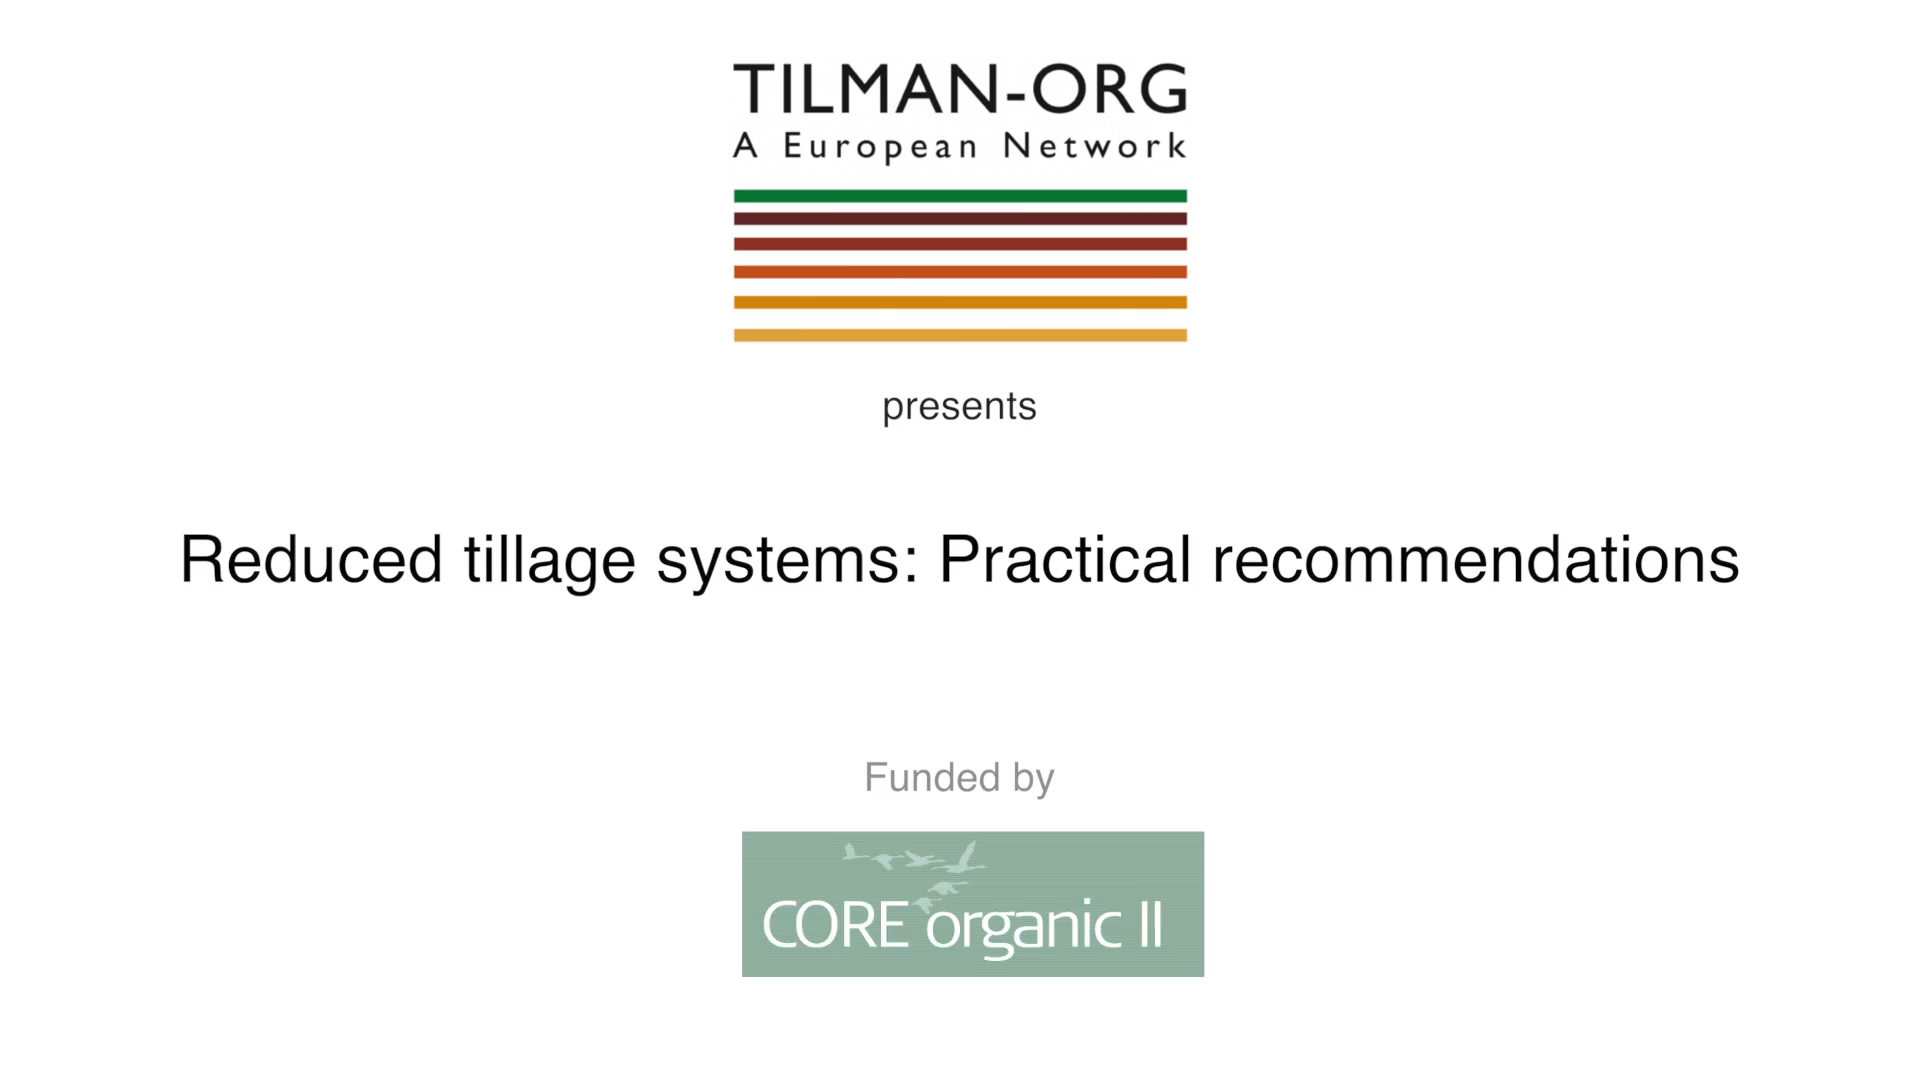 TILMAN-ORG
A European Network
presents
Reduced tillage systems: Practical recommendations
Funded by
CORE organic II